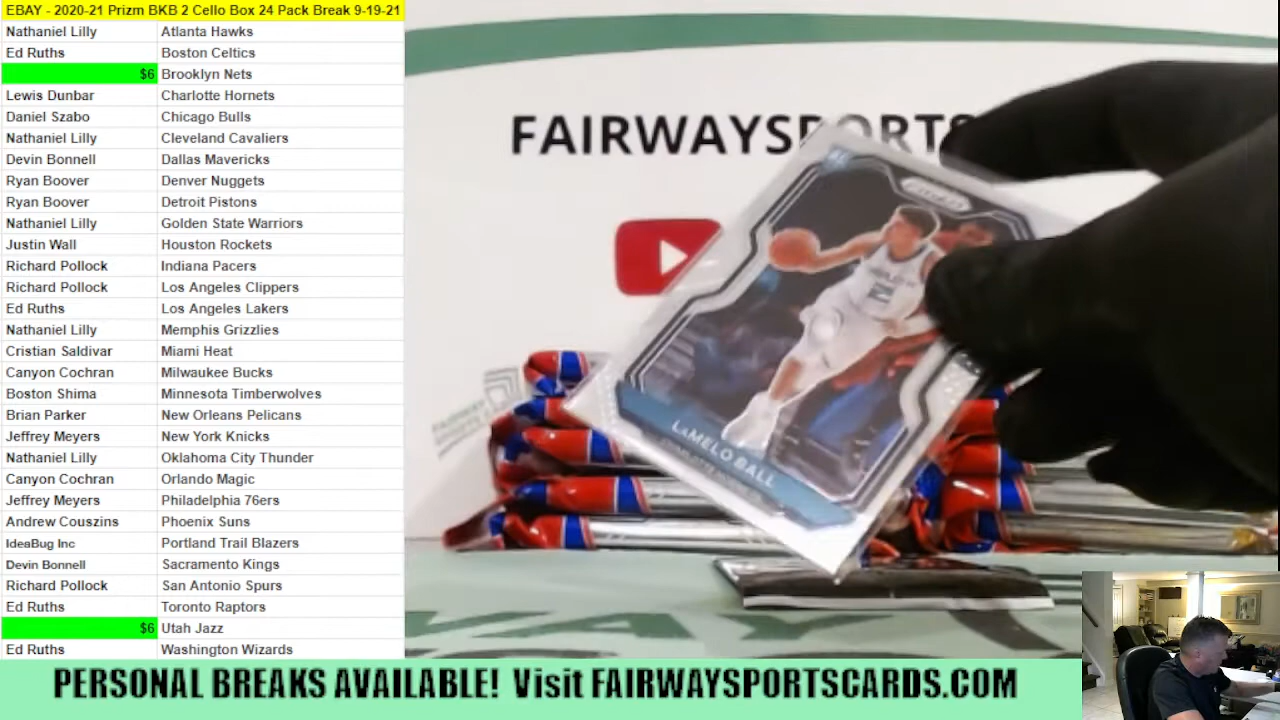 EBAY - 2020-21 Prizm BKB 2 Cello Box 24 Pack Break 9-19-21
Nathaniel Lilly Atlanta Hawks
Ed Ruths Boston Celtics
$6 Brooklyn Nets
Lewis Dunbar Charlotte Hornets
Daniel Szabo Chicago Bulls
Nathaniel Lilly Cleveland Cavaliers
Devin Bonnell Dallas Mavericks
Ryan Boover Denver Nuggets
Ryan Boover Detroit Pistons
Nathaniel Lilly Golden State Warriors
Justin Wall Houston Rockets
Richard Pollock Indiana Pacers
Richard Pollock Los Angeles Clippers
Ed Ruths Los Angeles Lakers
Nathaniel Lilly Memphis Grizzlies
Cristian Saldivar Miami Heat
Canyon Cochran Milwaukee Bucks
Boston Shima Minnesota Timberwolves
Brian Parker New Orleans Pelicans
Jeffrey Meyers New York Knicks
Nathaniel Lilly Oklahoma City Thunder
Canyon Cochran Orlando Magic
Jeffrey Meyers Philadelphia 76ers
Andrew Couszins Phoenix Suns
IdeaBug Inc Portland Trail Blazers
Devin Bonnell Sacramento Kings
Richard Pollock San Antonio Spurs
Ed Ruths Toronto Raptors
$6 Utah Jazz
Ed Ruths Washington Wizards
FAIRWAYSPORTS
PRIZM
2
LAMELO BALL
PERSONAL BREAKS AVAILABLE! Visit FAIRWAYSPORTSCARDS.COM